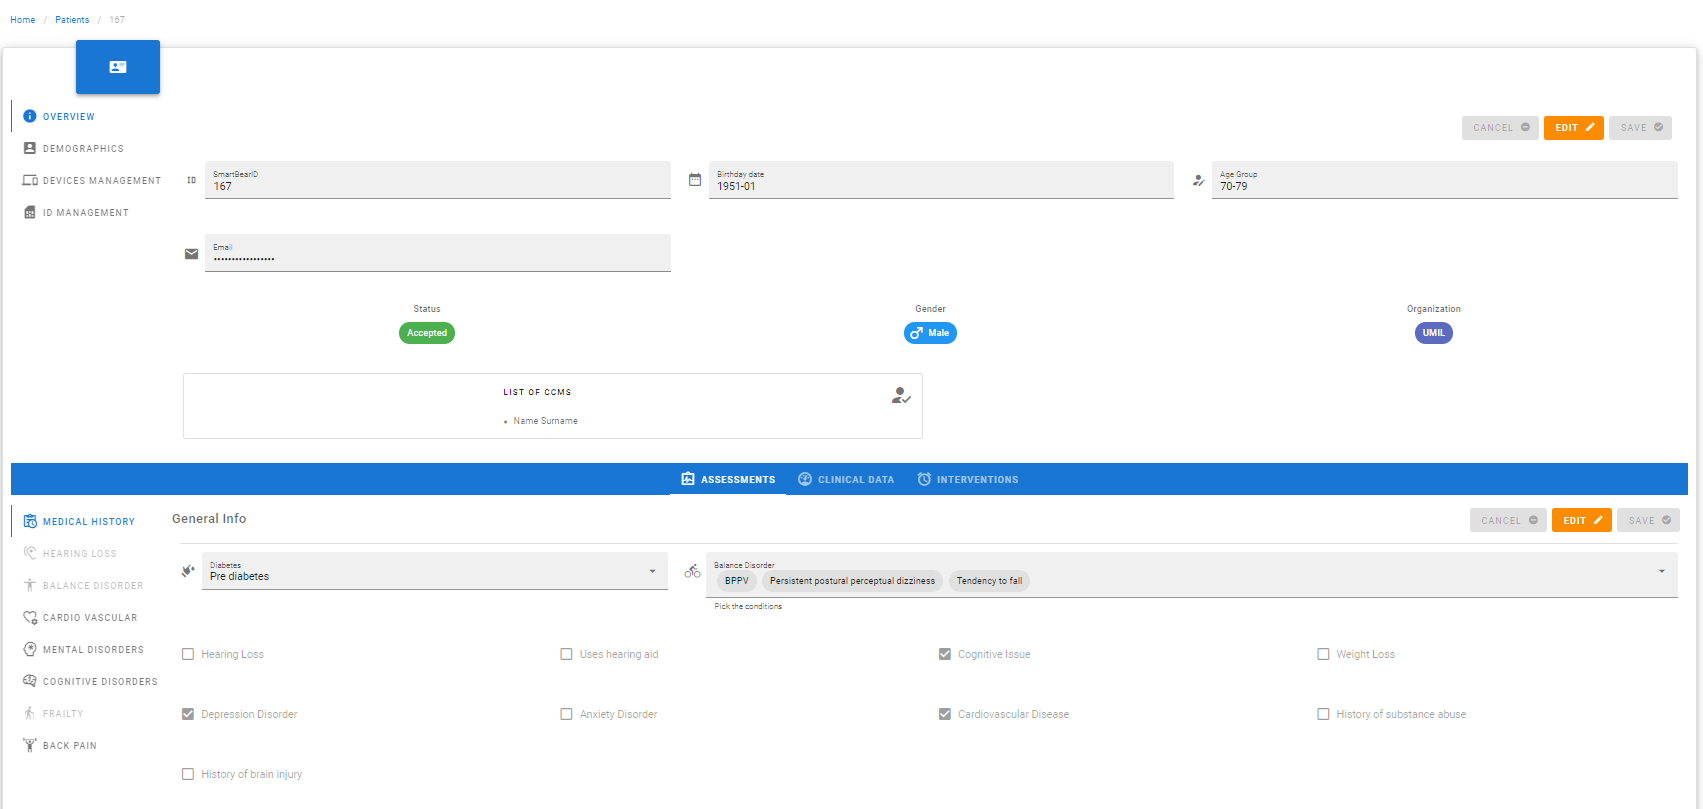 Home / Patients / 167
OVERVIEW
DEMOGRAPHICS
DEVICES MANAGEMENT
ID MANAGEMENT
CANCEL EDIT SAVE
ID SmartBearID
167
Birthday date
1951-01
Age Group
70-79
Email
•••••••••••••••••
Status
Accepted
Gender
Male
Organization
UMIL
LIST OF CCMS
• Name Surname
ASSESSMENTS CLINICAL DATA INTERVENTIONS
MEDICAL HISTORY
HEARING LOSS
BALANCE DISORDER
CARDIO VASCULAR
MENTAL DISORDERS
COGNITIVE DISORDERS
FRAILTY
BACK PAIN
General Info
CANCEL EDIT SAVE
Diabetes
Pre diabetes
Balance Disorder
BPPV Persistent postural perceptual dizziness Tendency to fall
Pick the conditions
Hearing Loss Uses hearing aid Cognitive Issue Weight Loss
Depression Disorder Anxiety Disorder Cardiovascular Disease History of substance abuse
History of brain injury